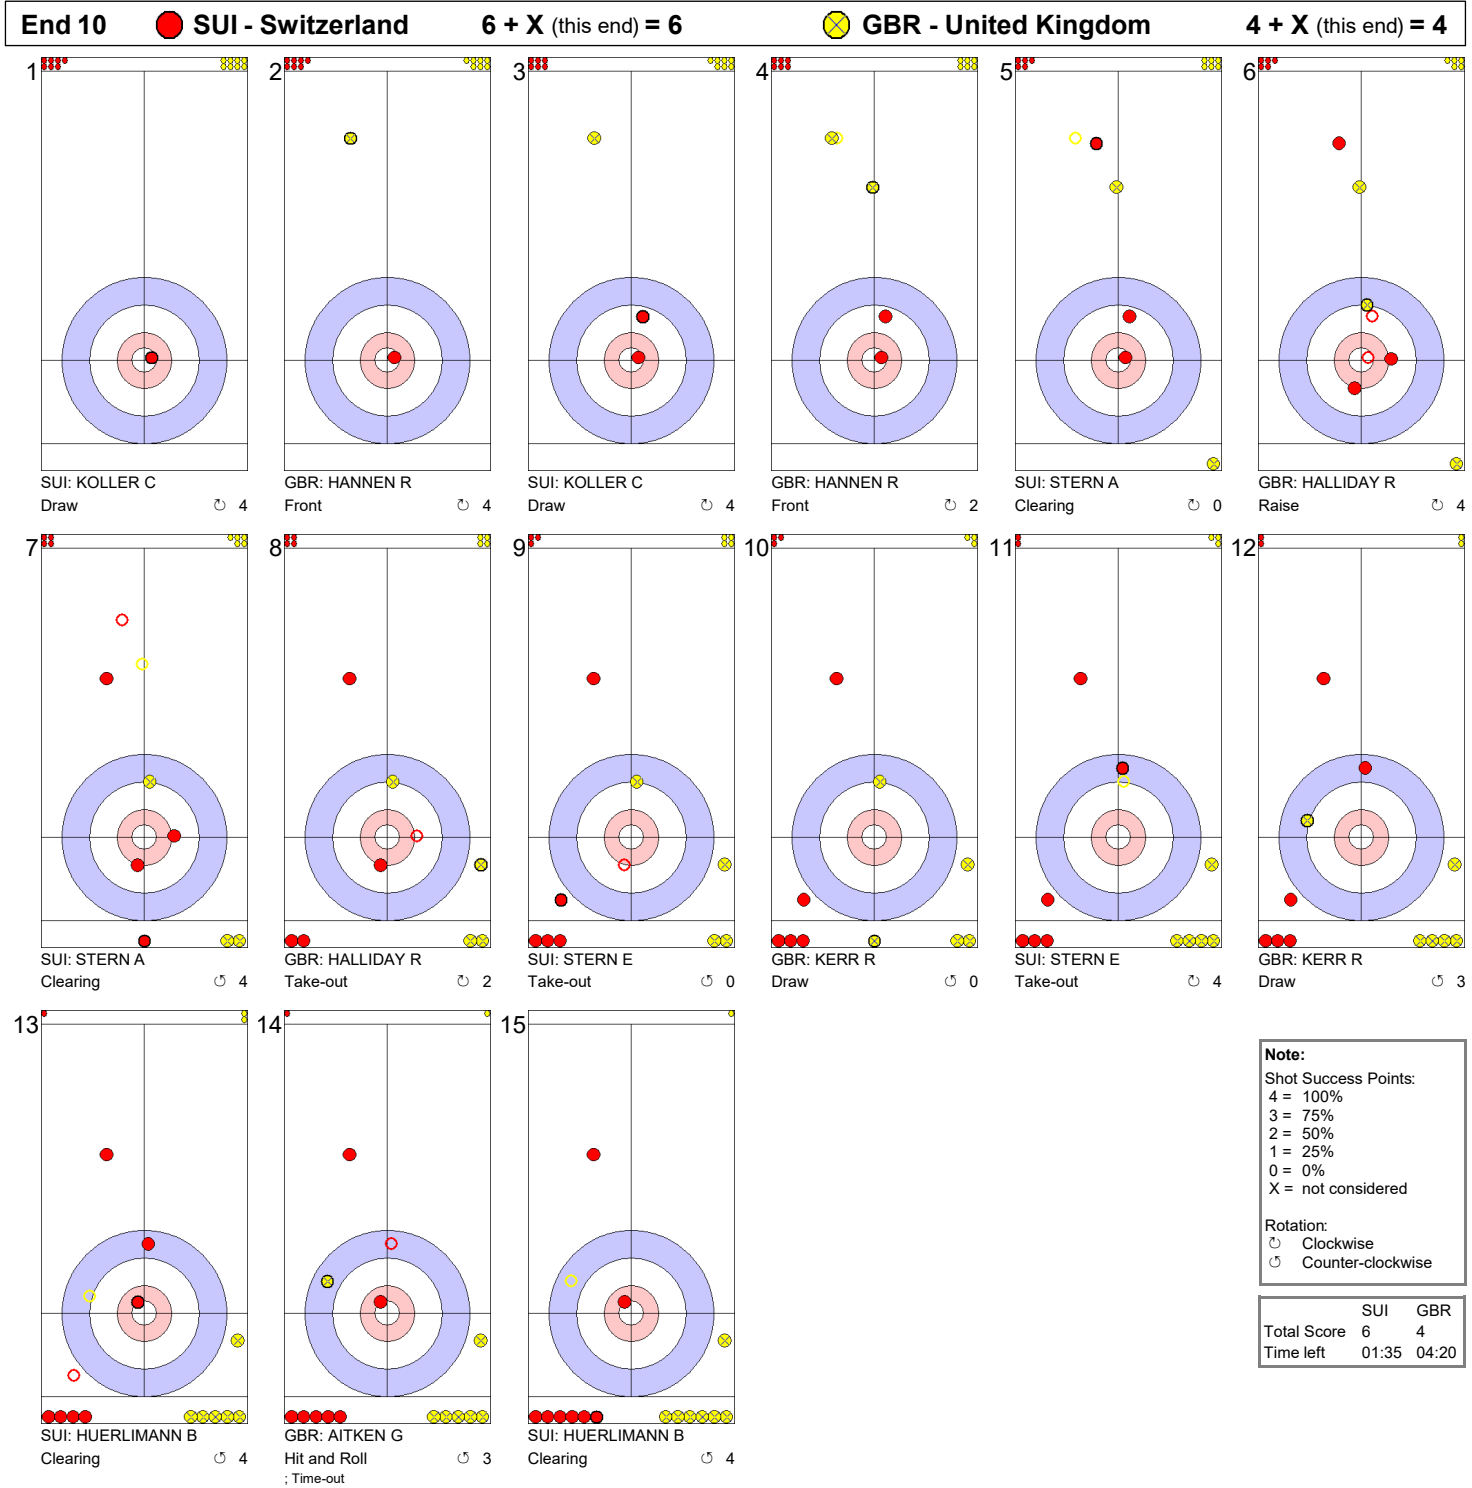 End 10 SUI - Switzerland 6 + X (this end) = 6 GBR - United Kingdom 4 + X (this end) = 4
1 2 3 4 5 6
SUI: KOLLER C GBR: HANNEN R SUI: KOLLER C GBR: HANNEN R SUI: STERN A GBR: HALLIDAY R
Draw ↻ 4 Front ↻ 4 Draw ↻ 4 Front ↻ 2 Clearing ↻ 0 Raise ↻ 4
7 8 9 10 11 12
SUI: STERN A GBR: HALLIDAY R SUI: STERN E GBR: KERR R SUI: STERN E GBR: KERR R
Clearing ↺ 4 Take-out ↻ 2 Take-out ↺ 0 Draw ↺ 0 Take-out ↻ 4 Draw ↺ 3
13 14 15
SUI: HUERLIMANN B GBR: AITKEN G SUI: HUERLIMANN B
Clearing ↺ 4 Hit and Roll ↺ 3 Clearing ↺ 4
; Time-out
Note:
Shot Success Points:
4 = 100%
3 = 75%
2 = 50%
1 = 25%
0 = 0%
X = not considered
Rotation:
↻ Clockwise
↺ Counter-clockwise
SUI GBR
Total Score 6 4
Time left 01:35 04:20